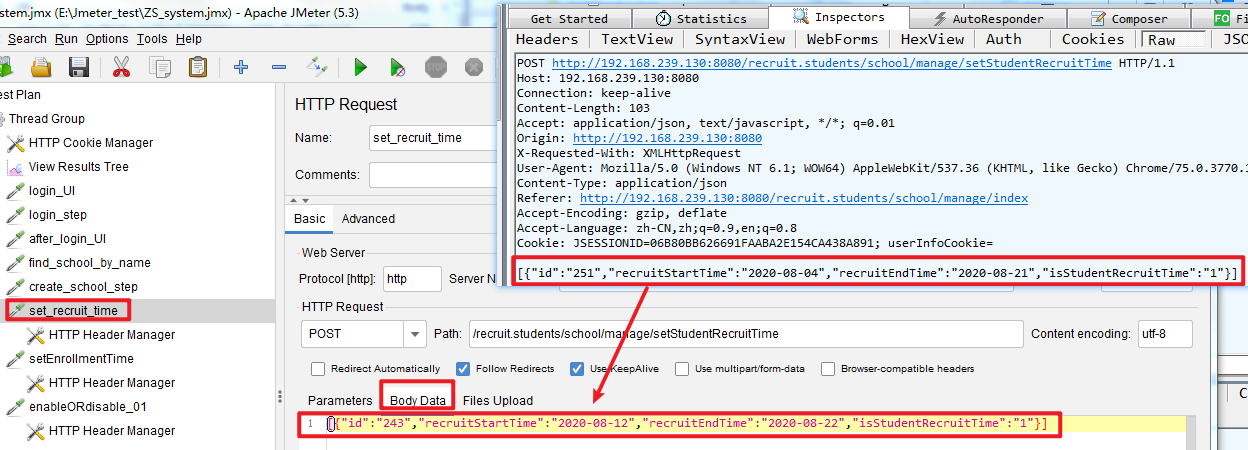 stem.jmx (E:\Jmeter_test\ZS_system.jmx) - Apache JMeter (5.3)
Search Run Options Tools Help
est Plan
Thread Group
HTTP Cookie Manager
View Results Tree
login_UI
login_step
after_login_UI
find_school_by_name
create_school_step
set_recruit_time
HTTP Header Manager
setEnrollmentTime
HTTP Header Manager
enableORdisable_01
HTTP Header Manager
HTTP Request
Name: set_recruit_time
Comments:
Basic Advanced
Web Server
Protocol [http]: http Server N
HTTP Request
POST Path: /recruit.students/school/manage/setStudentRecruitTime Content encoding: utf-8
Redirect Automatically Follow Redirects Use KeepAlive Use multipart/form-data Browser-compatible headers
Parameters Body Data Files Upload
1 [{"id":"243","recruitStartTime":"2020-08-12","recruitEndTime":"2020-08-22","isStudentRecruitTime":"1"}]
Get Started Statistics Inspectors AutoResponder Composer FO Fi
Headers TextView SyntaxView WebForms HexView Auth Cookies Raw JSO
POST http://192.168.239.130:8080/recruit.students/school/manage/setStudentRecruitTime HTTP/1.1
Host: 192.168.239.130:8080
Connection: keep-alive
Content-Length: 103
Accept: application/json, text/javascript, */*; q=0.01
Origin: http://192.168.239.130:8080
X-Requested-With: XMLHttpRequest
User-Agent: Mozilla/5.0 (Windows NT 6.1; WOW64) AppleWebKit/537.36 (KHTML, like Gecko) Chrome/75.0.3770.1
Content-Type: application/json
Referer: http://192.168.239.130:8080/recruit.students/school/manage/index
Accept-Encoding: gzip, deflate
Accept-Language: zh-CN,zh;q=0.9,en;q=0.8
Cookie: JSESSIONID=06B80BB626691FAABA2E154CA438A891; userInfoCookie=
[{"id":"251","recruitStartTime":"2020-08-04","recruitEndTime":"2020-08-21","isStudentRecruitTime":"1"}]